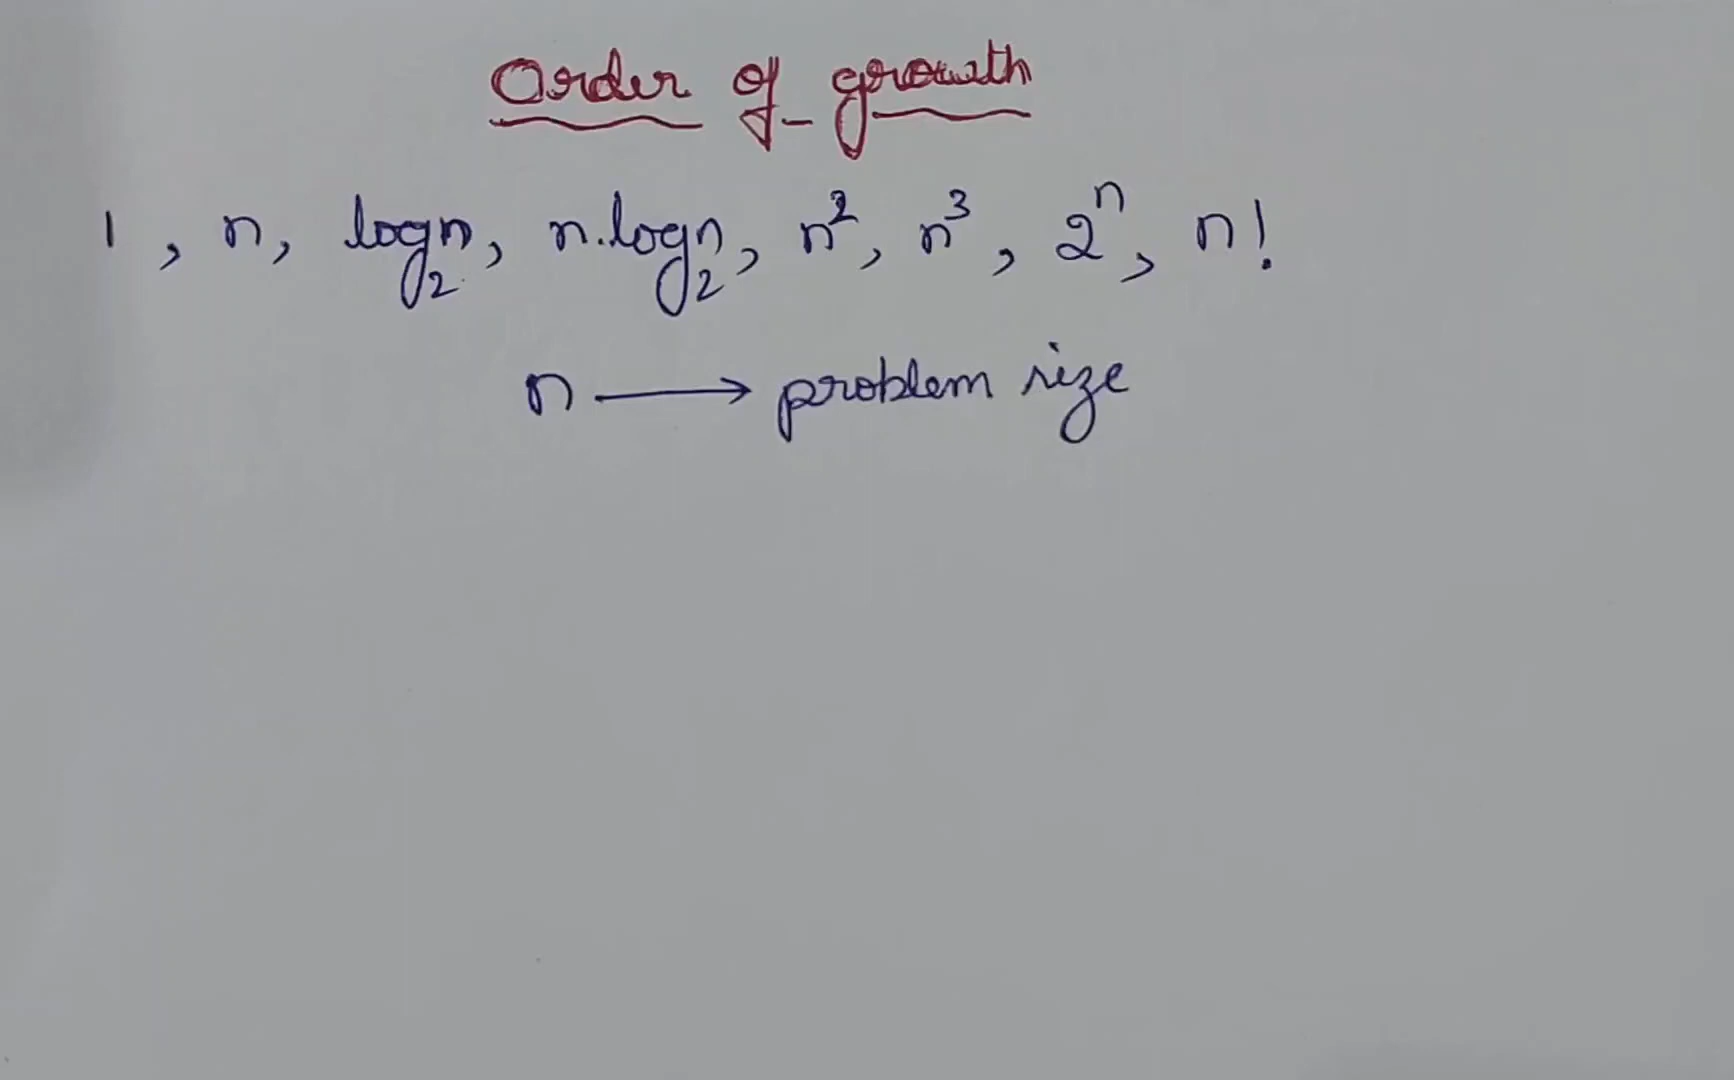 Order of growth
1, n, log₂n, n.log₂n, n², n³, 2ⁿ, n!
n ⟶ problem size